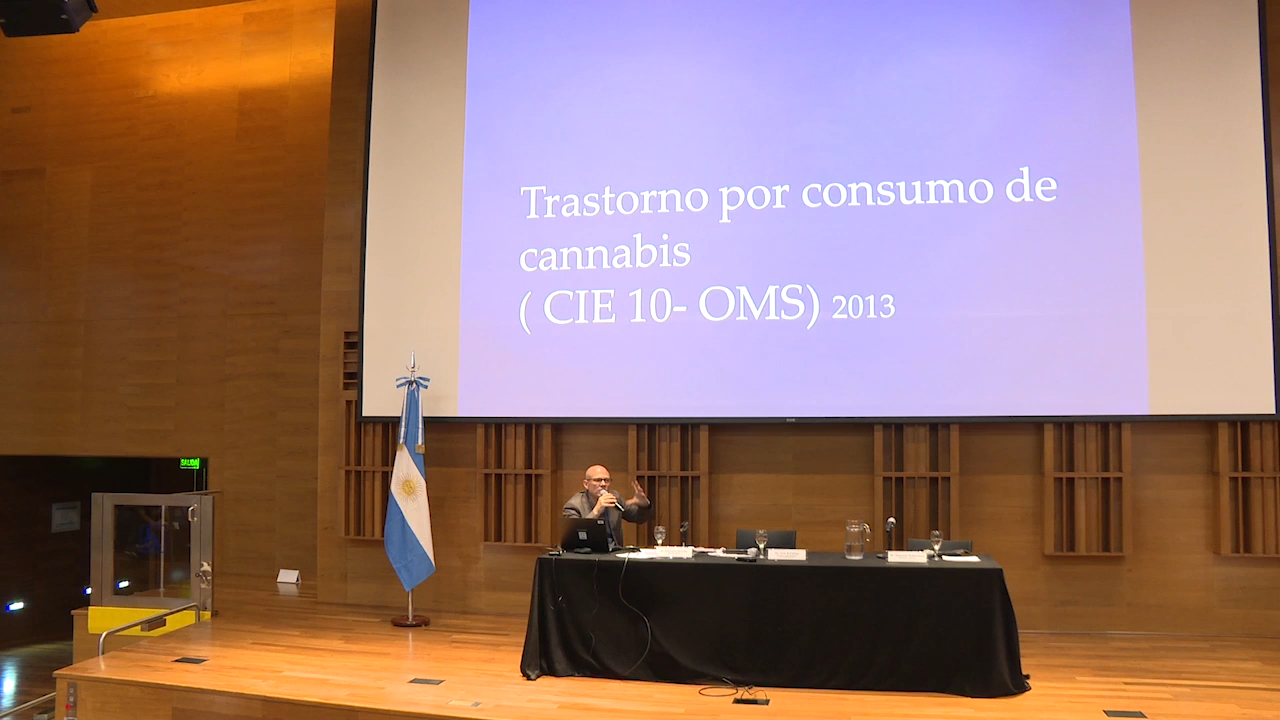 Trastorno por consumo de
cannabis
( CIE 10- OMS) 2013
SALIDA